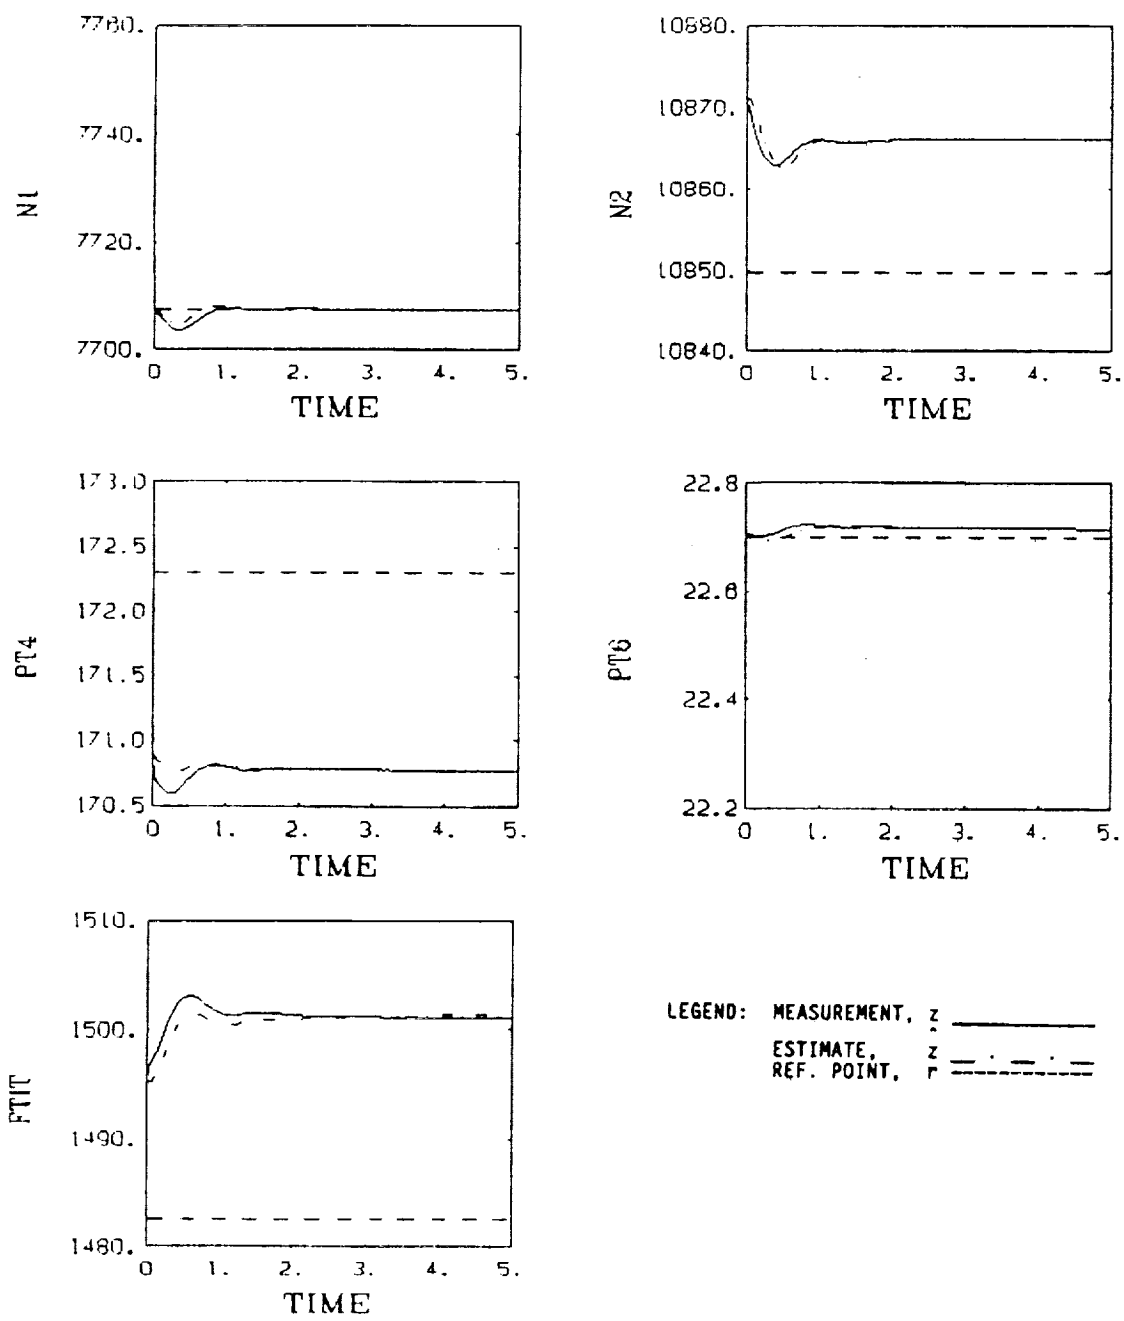 7760.
7740.
7720.
7700.
N1
0 1. 2. 3. 4. 5.
TIME
10880.
10870.
10860.
10850.
10840.
N2
0 1. 2. 3. 4. 5.
TIME
173.0
172.5
172.0
171.5
171.0
170.5
PT4
0 1. 2. 3. 4. 5.
TIME
22.8
22.6
22.4
22.2
PT6
0 1. 2. 3. 4. 5.
TIME
1510.
1500.
1490.
1480.
FTIT
0 1. 2. 3. 4. 5.
TIME
LEGEND: MEASUREMENT, z
ESTIMATE, ẑ
REF. POINT, r